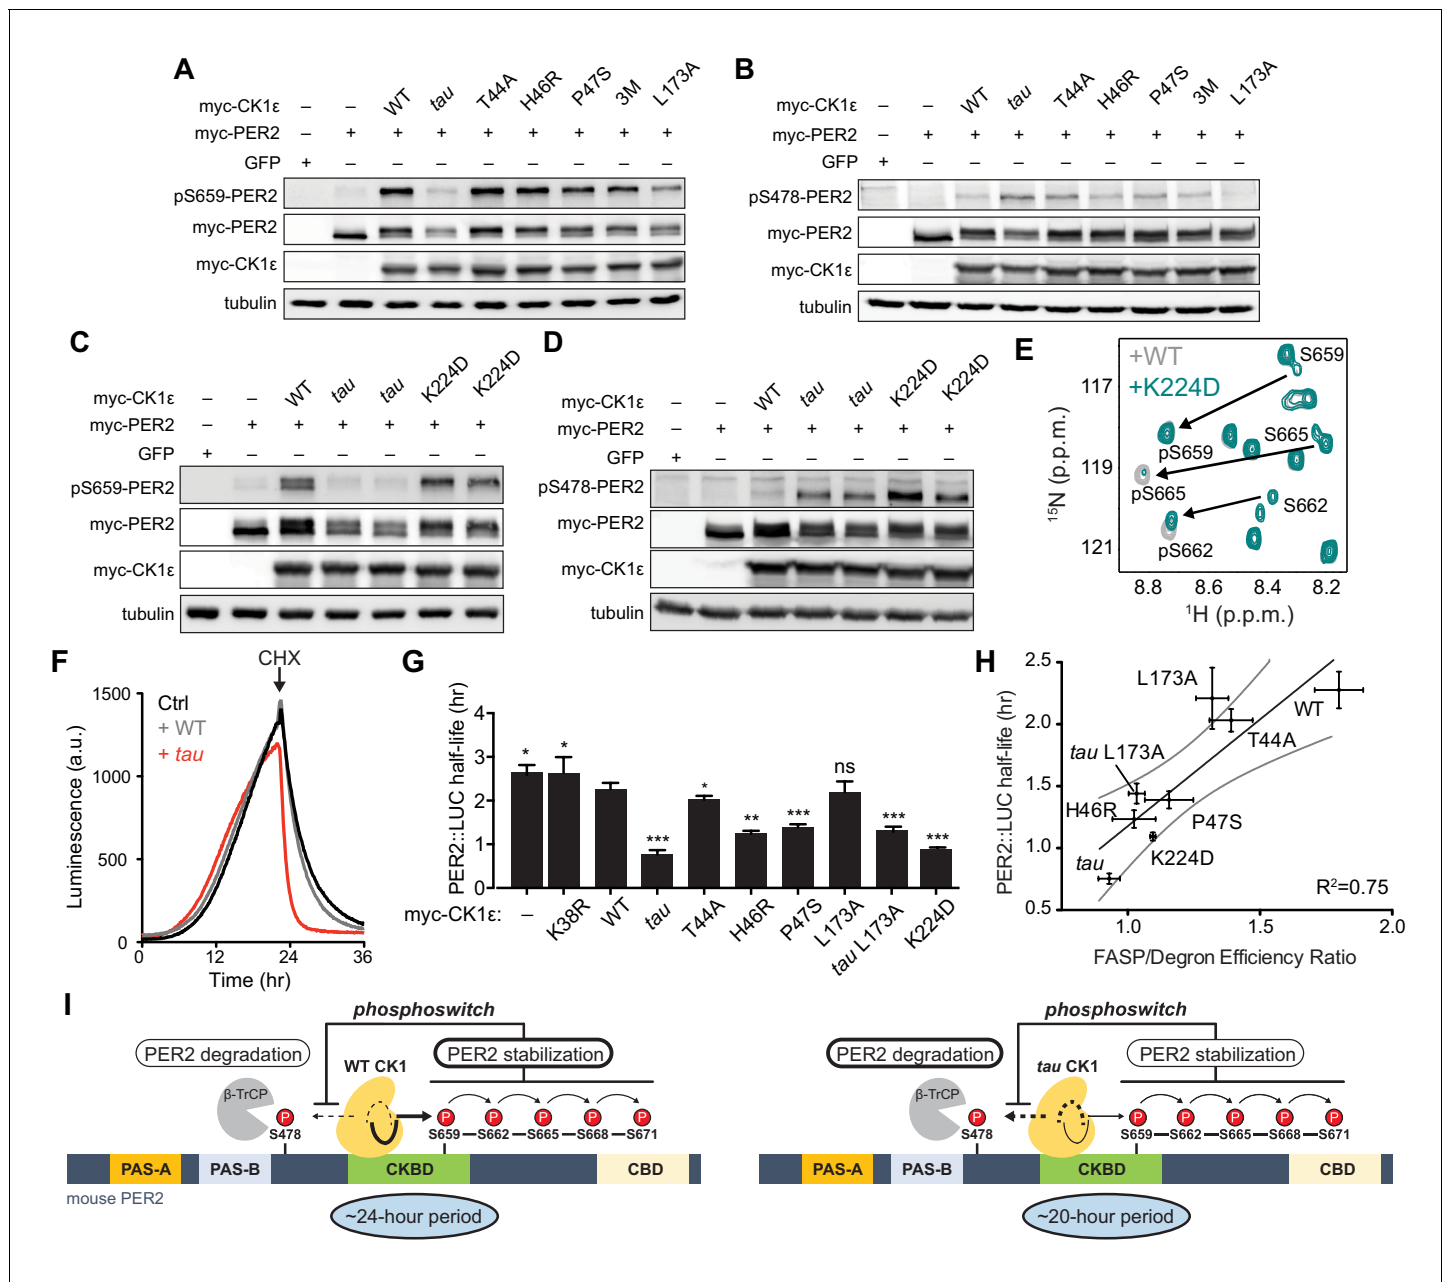 A
myc-CK1ε – – WT tau T44A H46R P47S 3M L173A
myc-PER2 – + + + + + + + +
GFP + – – – – – – – –
pS659-PER2
myc-PER2
myc-CK1ε
tubulin
B
myc-CK1ε – – WT tau T44A H46R P47S 3M L173A
myc-PER2 – + + + + + + + +
GFP + – – – – – – – –
pS478-PER2
myc-PER2
myc-CK1ε
tubulin
C
myc-CK1ε – – WT tau tau K224D K224D
myc-PER2 – + + + + + +
GFP + – – – – – –
pS659-PER2
myc-PER2
myc-CK1ε
tubulin
D
myc-CK1ε – – WT tau tau K224D K224D
myc-PER2 – + + + + + +
GFP + – – – – – –
pS478-PER2
myc-PER2
myc-CK1ε
tubulin
E
+WT
+K224D
S659
pS659
S665
pS665
S662
pS662
117
119
121
¹⁵N (p.p.m.)
8.8 8.6 8.4 8.2
¹H (p.p.m.)
F
CHX
Ctrl
+ WT
+ tau
1500
1000
500
0
Luminescence (a.u.)
0 12 24 36
Time (hr)
G
PER2::LUC half-life (hr)
4
3
2
1
0
* * *** * ** *** ns *** ***
myc-CK1ε: – K38R WT tau T44A H46R P47S L173A tau L173A K224D
H
PER2::LUC half-life (hr)
2.5
2.0
1.5
1.0
0.5
L173A
WT
T44A
tau L173A
H46R
P47S
K224D
tau
R²=0.75
1.0 1.5 2.0
FASP/Degron Efficiency Ratio
I
phosphoswitch
PER2 degradation
PER2 stabilization
WT CK1
β-TrCP
P P P P P P
S478 S659 S662 S665 S668 S671
PAS-A PAS-B CKBD CBD
mouse PER2
~24-hour period
phosphoswitch
PER2 degradation
PER2 stabilization
tau CK1
β-TrCP
P P P P P P
S478 S659 S662 S665 S668 S671
PAS-A PAS-B CKBD CBD
~20-hour period